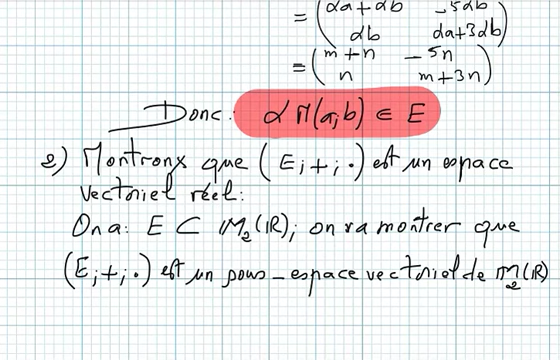 = (αa+αb -5αb
αb αa+3αb)
= (m+n -5n
n m+3n)
Donc: α M(a,b) ∈ E
2) Montrons que (E,+,·) est un espace
vectoriel réel:
On a: E ⊂ M₂(ℝ); on va montrer que
(E,+,·) est un sous-espace vectoriel de M₂(ℝ)